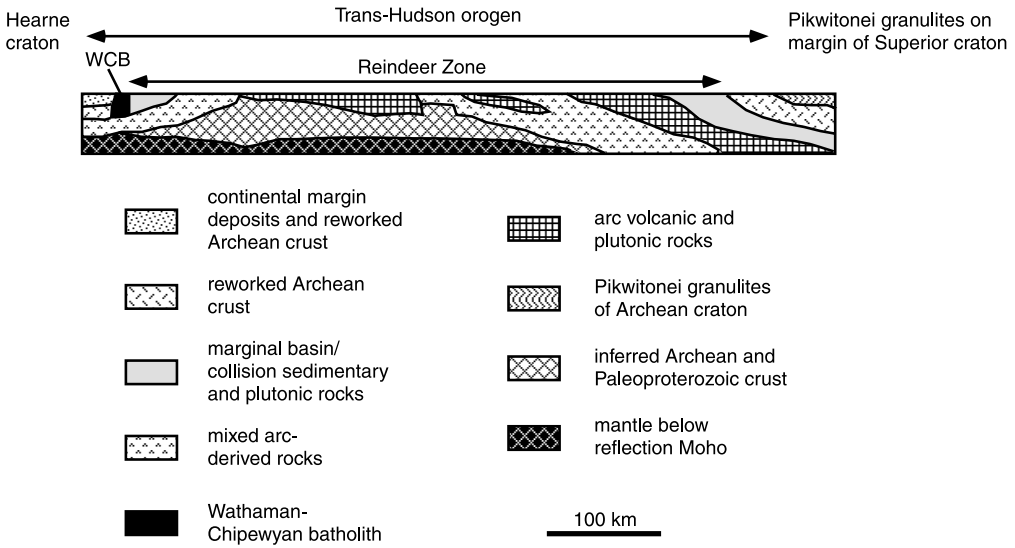 Hearne
craton
Trans-Hudson orogen
Pikwitonei granulites on
margin of Superior craton
WCB
Reindeer Zone
continental margin
deposits and reworked
Archean crust
reworked Archean
crust
marginal basin/
collision sedimentary
and plutonic rocks
mixed arc-
derived rocks
Wathaman-
Chipewyan batholith
arc volcanic and
plutonic rocks
Pikwitonei granulites
of Archean craton
inferred Archean and
Paleoproterozoic crust
mantle below
reflection Moho
100 km